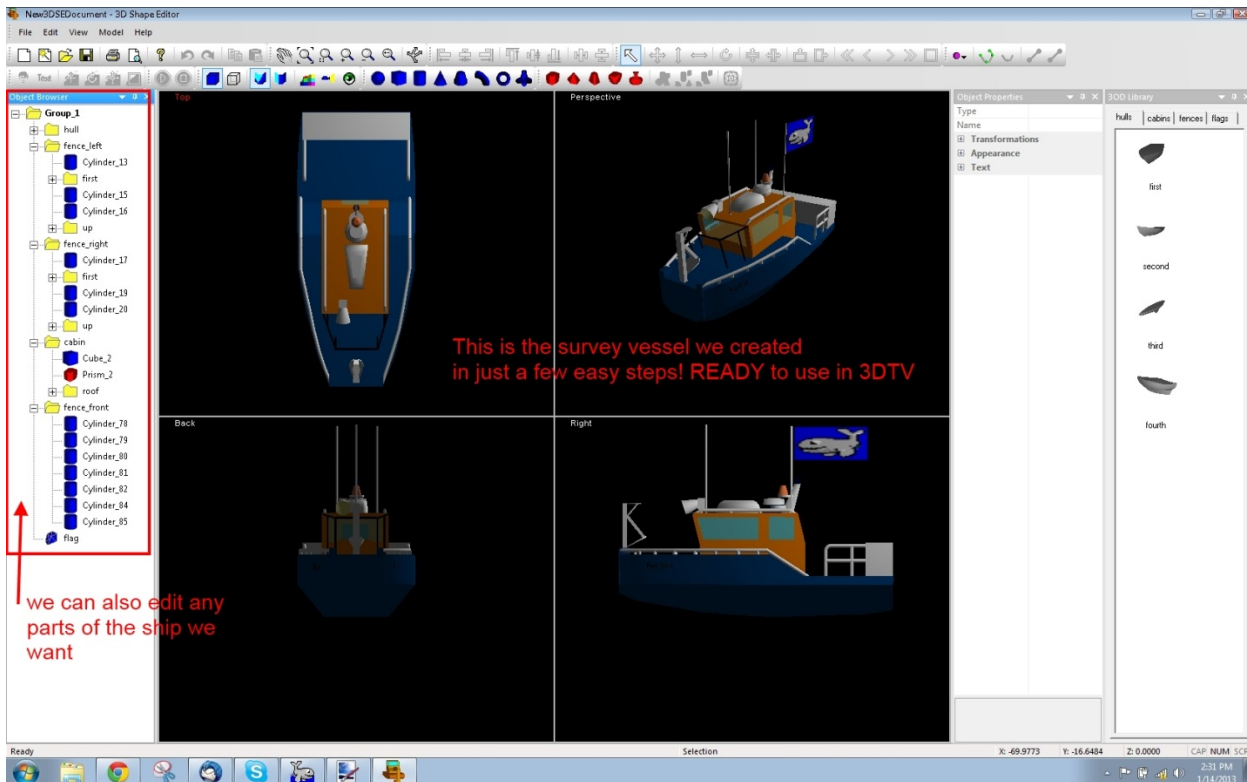 New3DSEDocument - 3D Shape Editor
File Edit View Model Help
Text
Object Browser
Group_1
hull
fence_left
Cylinder_13
first
Cylinder_15
Cylinder_16
up
fence_right
Cylinder_17
first
Cylinder_19
Cylinder_20
up
cabin
Cube_2
Prism_2
roof
fence_front
Cylinder_78
Cylinder_79
Cylinder_80
Cylinder_81
Cylinder_82
Cylinder_84
Cylinder_85
flag
we can also edit any
parts of the ship we
want
Top
Perspective
This is the survey vessel we created
in just a few easy steps! READY to use in 3DTV
Back
Right
Object Properties
Type
Name
Transformations
Appearance
Text
3OD Library
hulls cabins fences flags
first
second
third
fourth
Ready
Selection
X: -69.9773 Y: -16.6484 Z: 0.0000 CAP NUM SCR
2:31 PM
1/14/2013